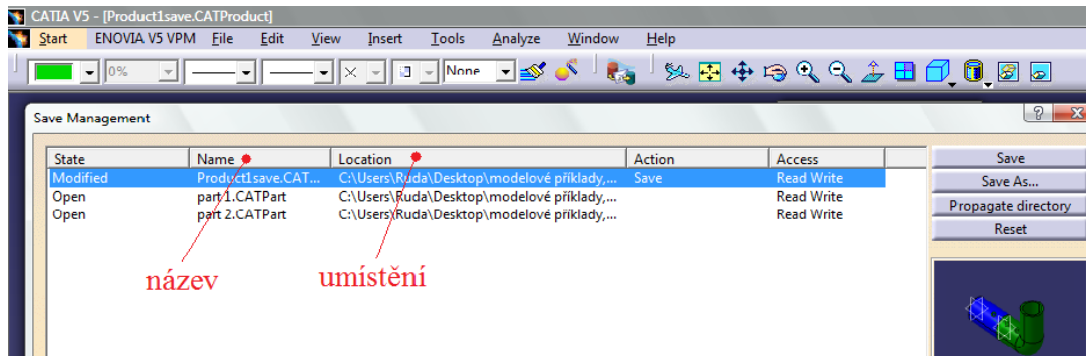 CATIA V5 - [Product1save.CATProduct]
Start ENOVIA V5 VPM File Edit View Insert Tools Analyze Window Help
0% None
Save Management
State Name Location Action Access
Modified Product1save.CAT... C:\Users\Ruda\Desktop\modelové příklady,... Save Read Write
Open part 1.CATPart C:\Users\Ruda\Desktop\modelové příklady,... Read Write
Open part 2.CATPart C:\Users\Ruda\Desktop\modelové příklady,... Read Write
Save
Save As...
Propagate directory
Reset
název umístění